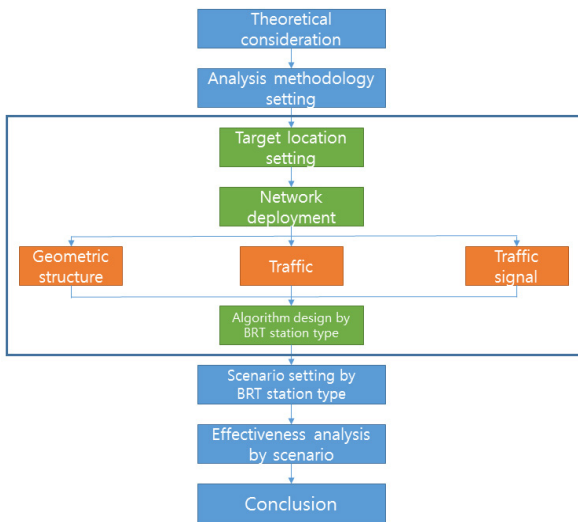 Theoretical
consideration
Analysis methodology
setting
Target location
setting
Network
deployment
Geometric
structure
Traffic
Traffic
signal
Algorithm design by
BRT station type
Scenario setting by
BRT station type
Effectiveness analysis
by scenario
Conclusion